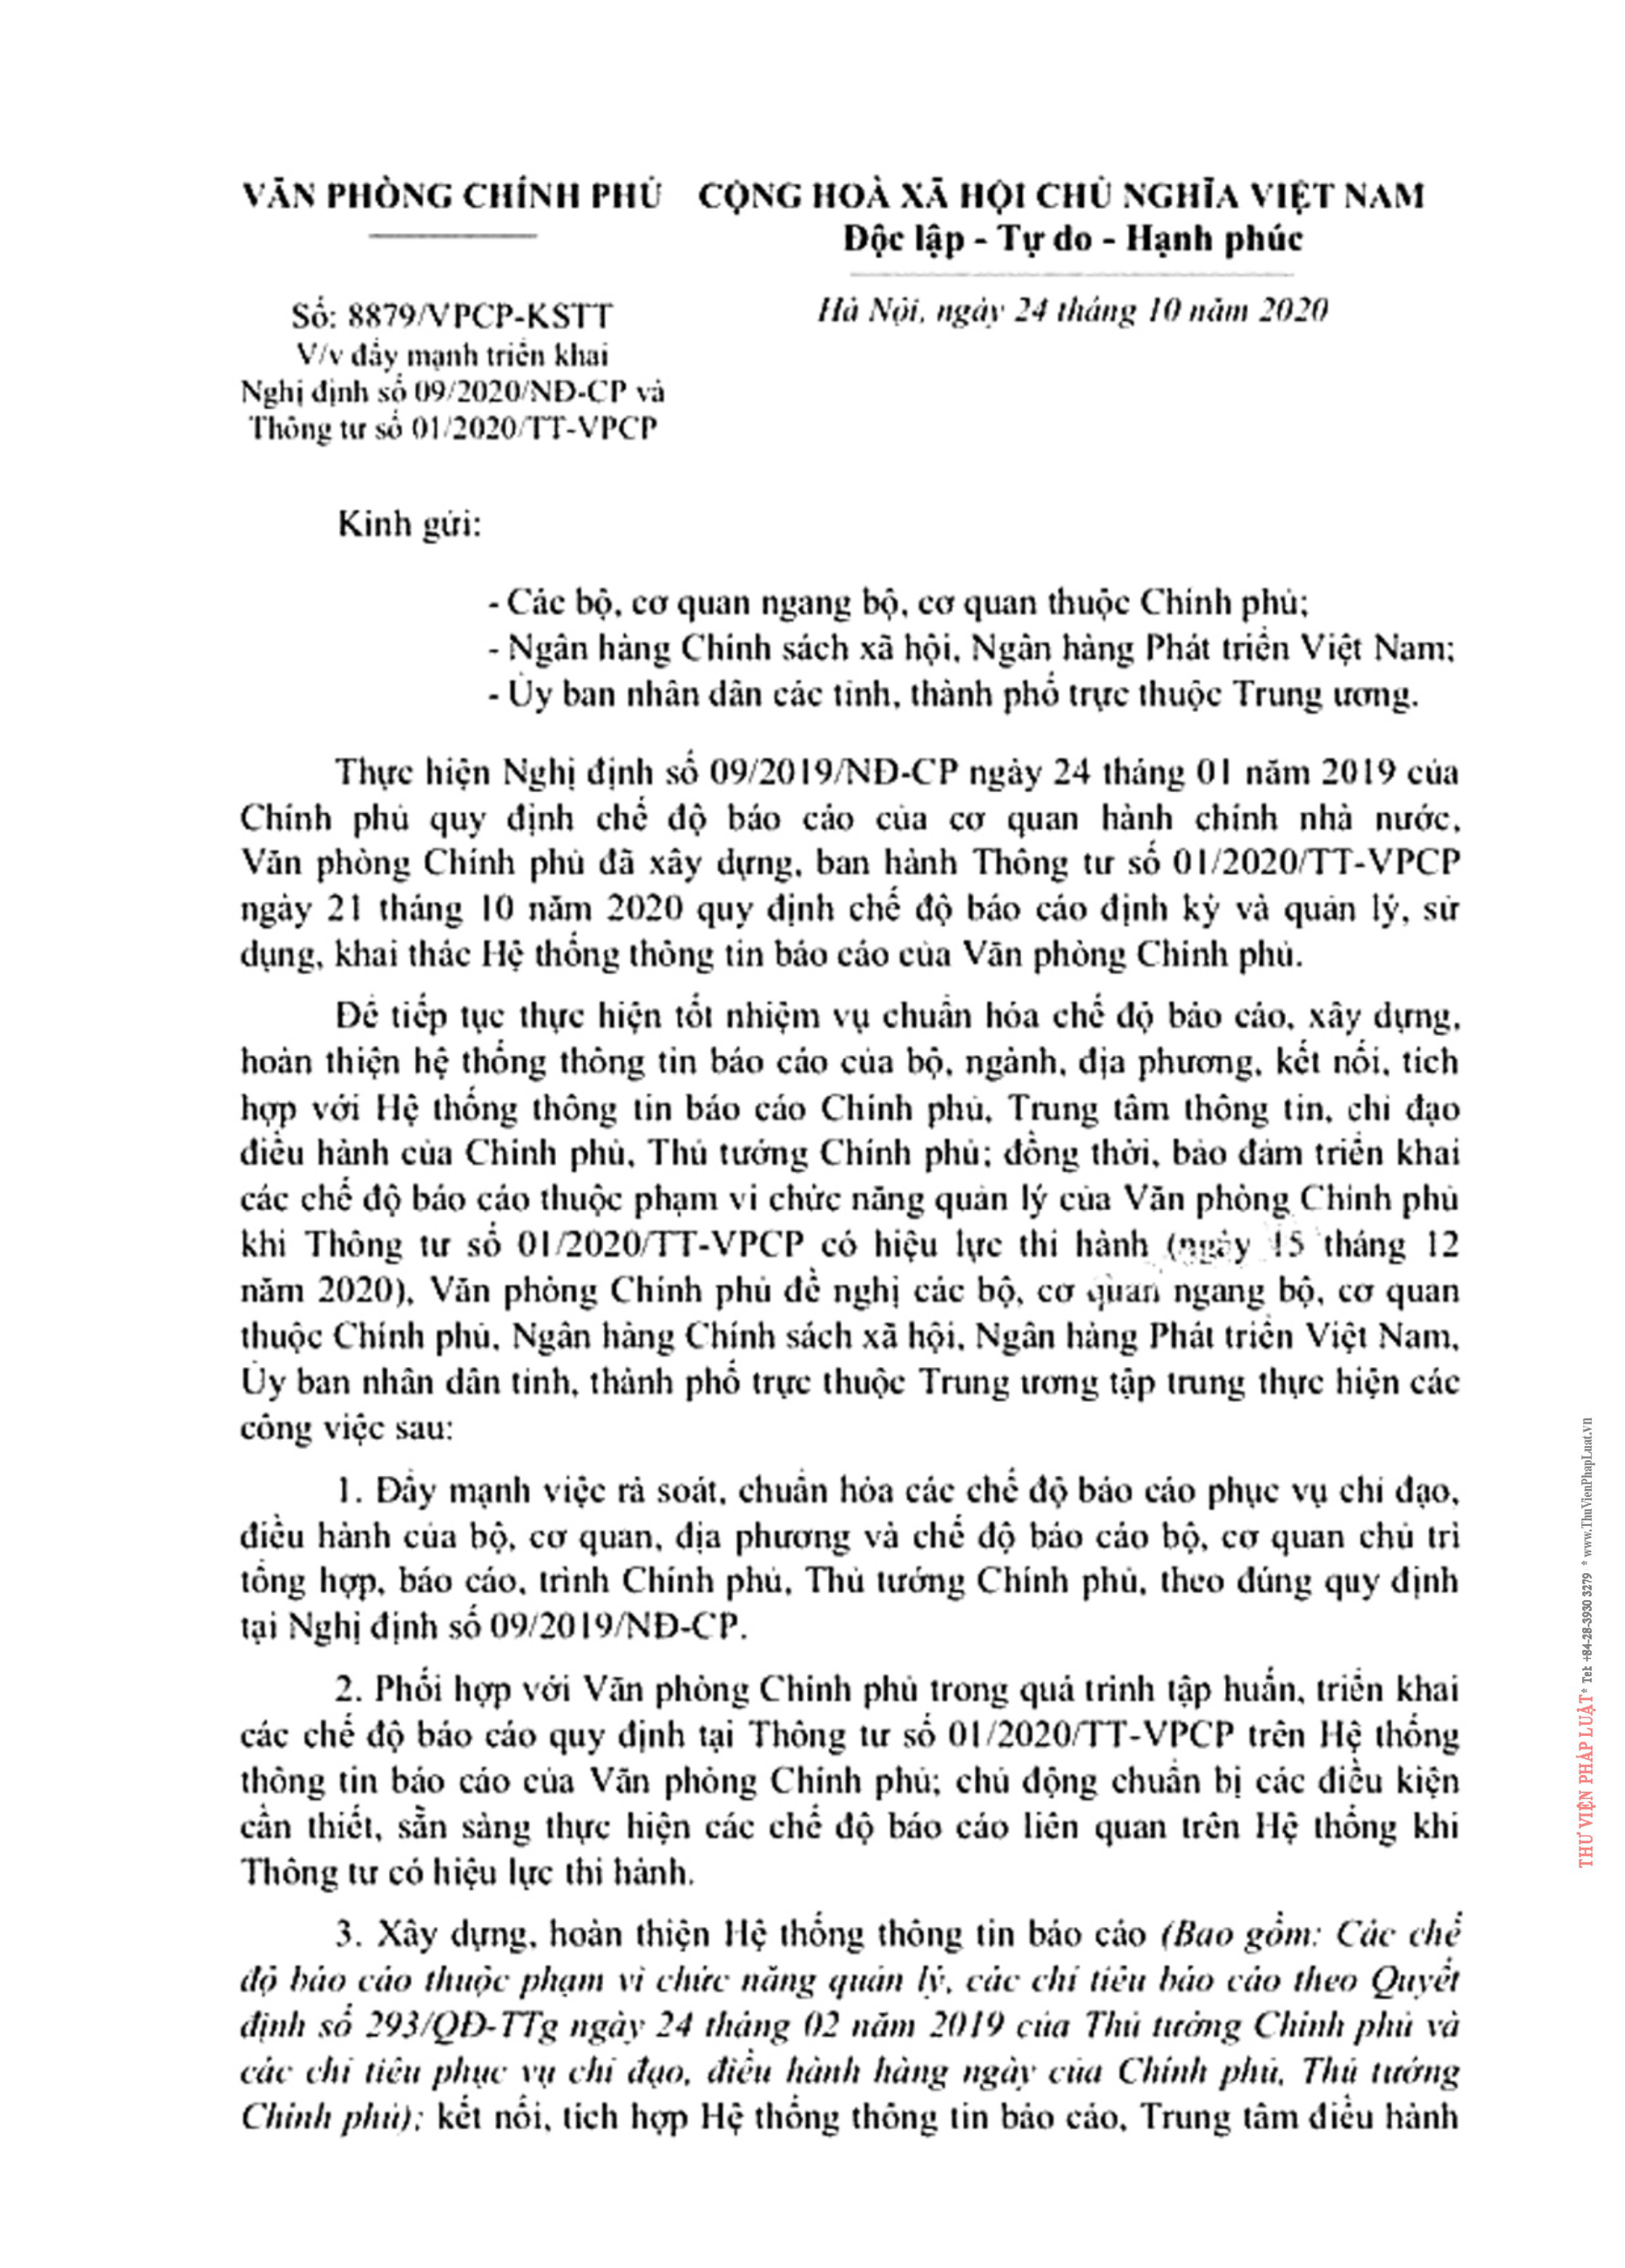 VĂN PHÒNG CHÍNH PHỦ
CỘNG HOÀ XÃ HỘI CHỦ NGHĨA VIỆT NAM
Độc lập - Tự do - Hạnh phúc
Số: 8879/VPCP-KSTT
Hà Nội, ngày 24 tháng 10 năm 2020
V/v đẩy mạnh triển khai
Nghị định số 09/2020/NĐ-CP và
Thông tư số 01/2020/TT-VPCP
Kính gửi:
- Các bộ, cơ quan ngang bộ, cơ quan thuộc Chính phủ;
- Ngân hàng Chính sách xã hội, Ngân hàng Phát triển Việt Nam;
- Ủy ban nhân dân các tỉnh, thành phố trực thuộc Trung ương.
Thực hiện Nghị định số 09/2019/NĐ-CP ngày 24 tháng 01 năm 2019 của
Chính phủ quy định chế độ báo cáo của cơ quan hành chính nhà nước,
Văn phòng Chính phủ đã xây dựng, ban hành Thông tư số 01/2020/TT-VPCP
ngày 21 tháng 10 năm 2020 quy định chế độ báo cáo định kỳ và quản lý, sử
dụng, khai thác Hệ thống thông tin báo cáo của Văn phòng Chính phủ.
Để tiếp tục thực hiện tốt nhiệm vụ chuẩn hóa chế độ báo cáo, xây dựng,
hoàn thiện hệ thống thông tin báo cáo của bộ, ngành, địa phương, kết nối, tích
hợp với Hệ thống thông tin báo cáo Chính phủ, Trung tâm thông tin, chỉ đạo
điều hành của Chính phủ, Thủ tướng Chính phủ; đồng thời, bảo đảm triển khai
các chế độ báo cáo thuộc phạm vi chức năng quản lý của Văn phòng Chính phủ
khi Thông tư số 01/2020/TT-VPCP có hiệu lực thi hành (ngày 15 tháng 12
năm 2020), Văn phòng Chính phủ đề nghị các bộ, cơ quan ngang bộ, cơ quan
thuộc Chính phủ, Ngân hàng Chính sách xã hội, Ngân hàng Phát triển Việt Nam,
Ủy ban nhân dân tỉnh, thành phố trực thuộc Trung ương tập trung thực hiện các
công việc sau:
1. Đẩy mạnh việc rà soát, chuẩn hóa các chế độ báo cáo phục vụ chỉ đạo,
điều hành của bộ, cơ quan, địa phương và chế độ báo cáo bộ, cơ quan chủ trì
tổng hợp, báo cáo, trình Chính phủ, Thủ tướng Chính phủ, theo đúng quy định
tại Nghị định số 09/2019/NĐ-CP.
2. Phối hợp với Văn phòng Chính phủ trong quá trình tập huấn, triển khai
các chế độ báo cáo quy định tại Thông tư số 01/2020/TT-VPCP trên Hệ thống
thông tin báo cáo của Văn phòng Chính phủ; chủ động chuẩn bị các điều kiện
cần thiết, sẵn sàng thực hiện các chế độ báo cáo liên quan trên Hệ thống khi
Thông tư có hiệu lực thi hành.
3. Xây dựng, hoàn thiện Hệ thống thông tin báo cáo (Bao gồm: Các chế
độ báo cáo thuộc phạm vi chức năng quản lý, các chỉ tiêu báo cáo theo Quyết
định số 293/QĐ-TTg ngày 24 tháng 02 năm 2019 của Thủ tướng Chính phủ và
các chỉ tiêu phục vụ chỉ đạo, điều hành hàng ngày của Chính phủ, Thủ tướng
Chính phủ); kết nối, tích hợp Hệ thống thông tin báo cáo, Trung tâm điều hành
THƯ VIỆN PHÁP LUẬT * Tel: +84-28-3930 3279 * www.ThuVienPhapLuat.vn